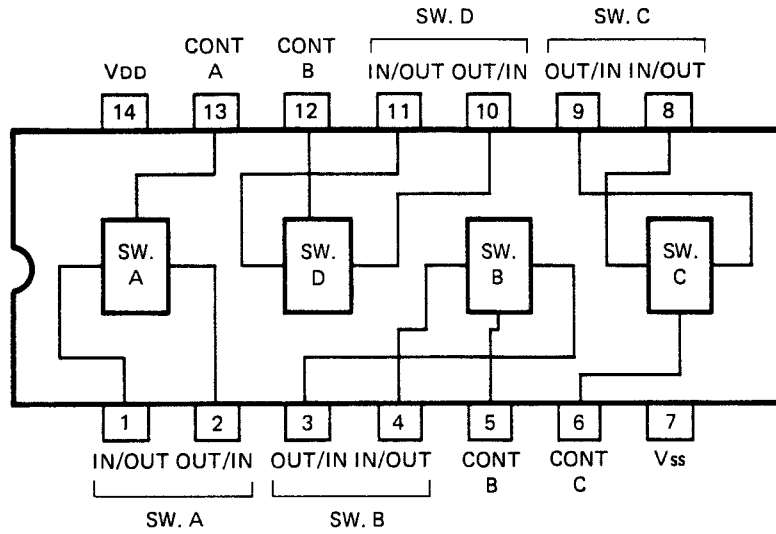 SW. D SW. C
CONT CONT
VDD A B IN/OUT OUT/IN OUT/IN IN/OUT
14 13 12 11 10 9 8
SW. SW. SW. SW.
A D B C
1 2 3 4 5 6 7
IN/OUT OUT/IN OUT/IN IN/OUT CONT CONT Vss
B C
SW. A SW. B